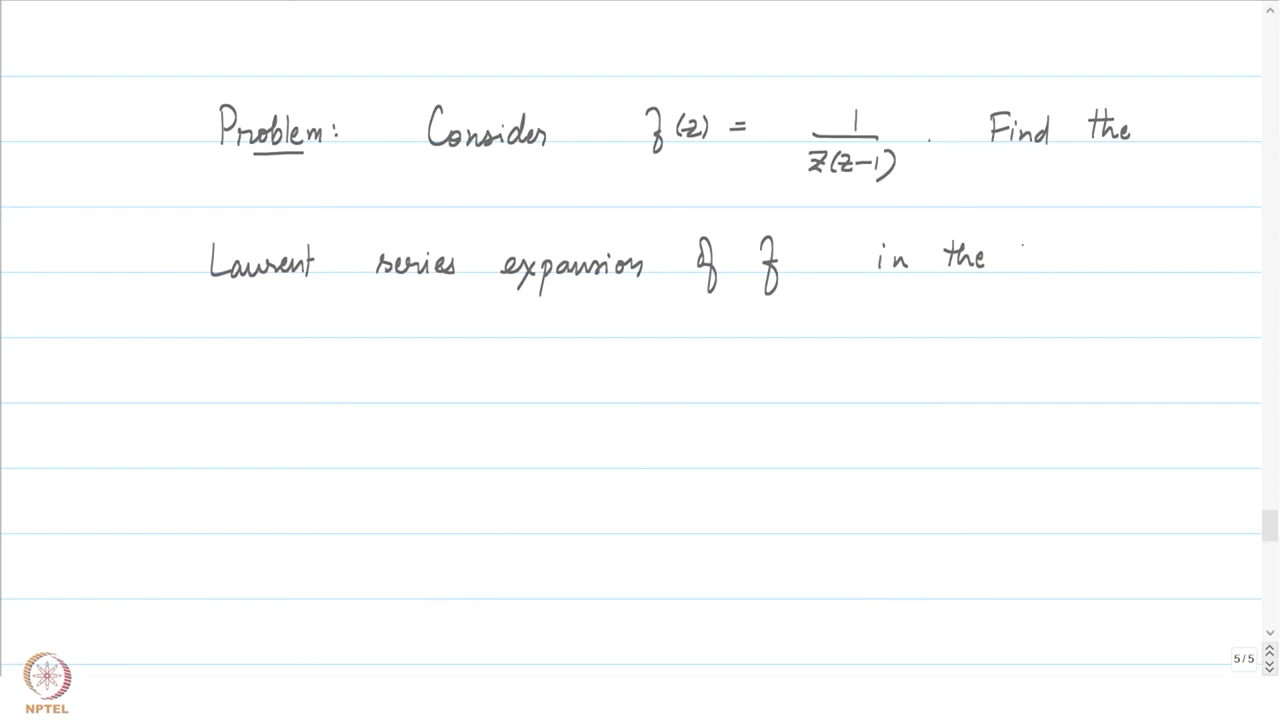 Problem: Consider f(z) = 1/z(z-1). Find the
Laurent series expansion of f in the
5/5
NPTEL